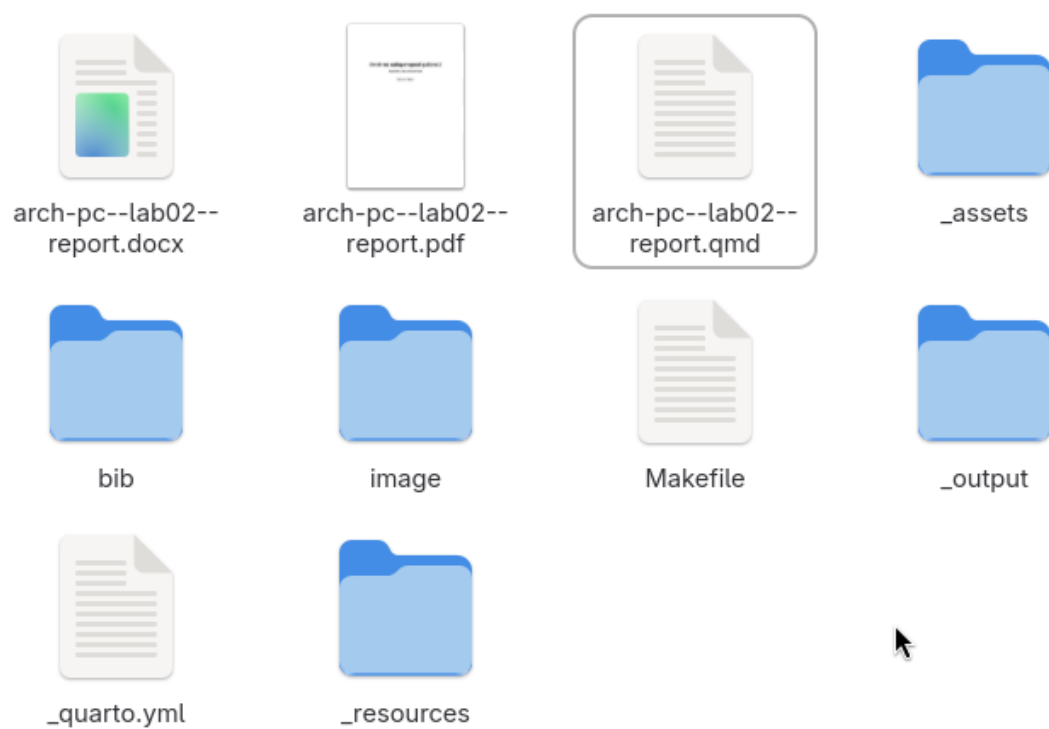 arch-pc--lab02--
report.docx
arch-pc--lab02--
report.pdf
arch-pc--lab02--
report.qmd
_assets
bib
image
Makefile
_output
_quarto.yml
_resources